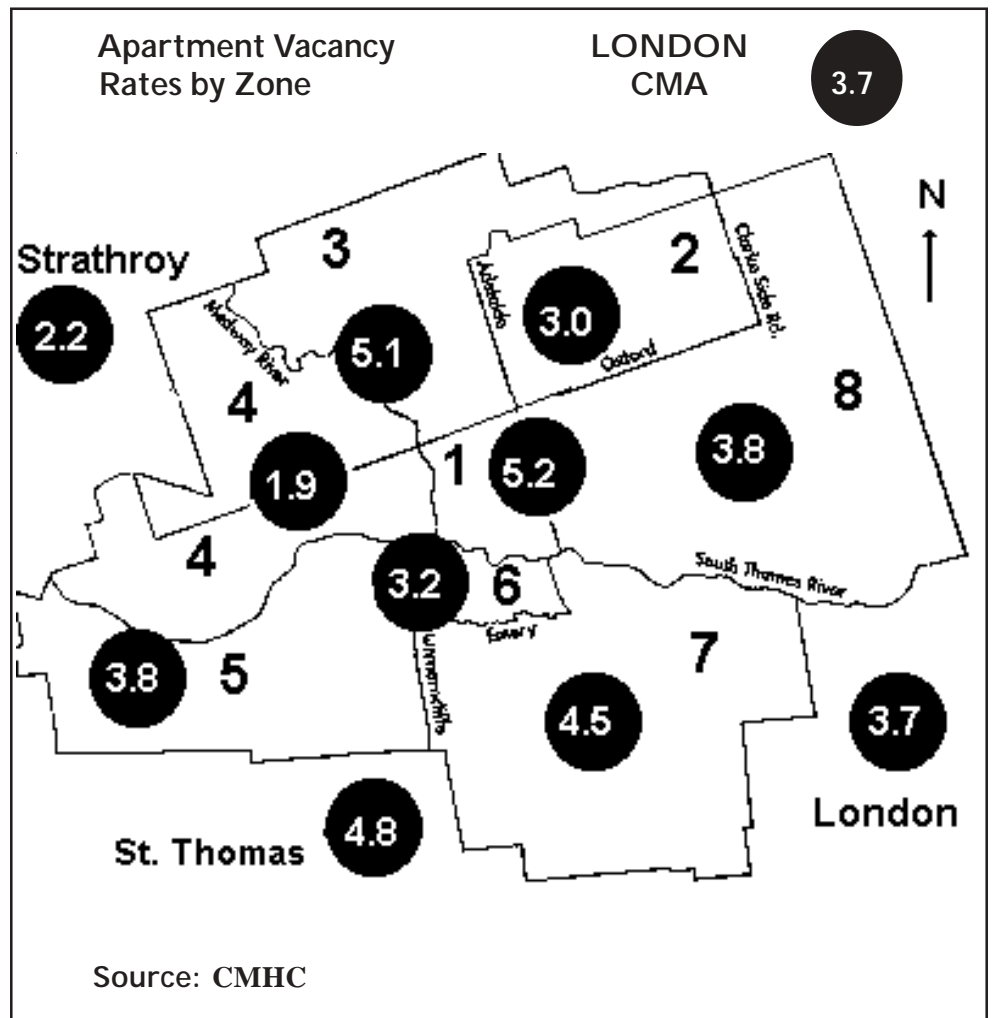 Apartment Vacancy
Rates by Zone
LONDON
CMA
3.7
N
3
2
Strathroy
Clarke Side Rd.
Adelaide
2.2
Medway River
5.1
3.0
Oxford
4
8
1
1.9
5.2
3.8
4
South Thames River
3.2
6
3.8
5
7
4.5
3.7
London
St. Thomas
4.8
Source: CMHC